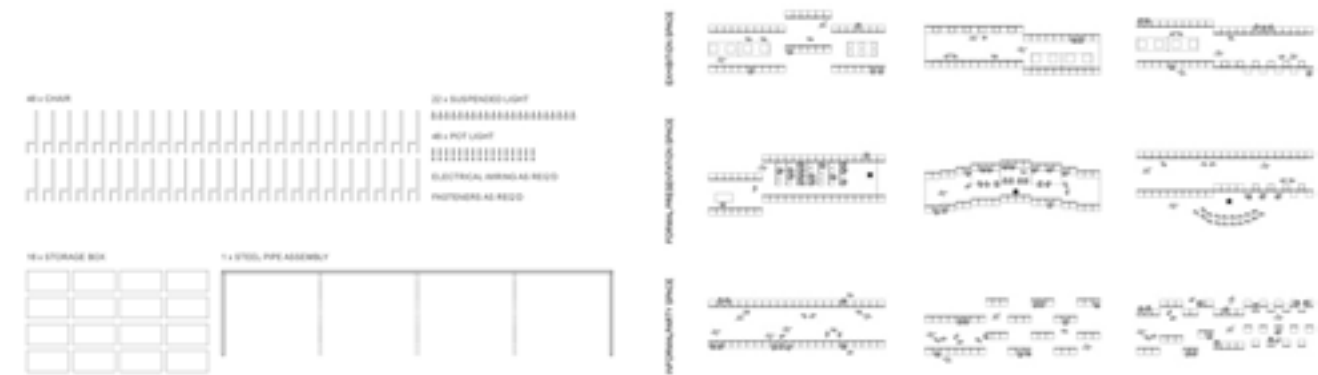 40 x CHAIR
22 x SUSPENDED LIGHT
x POT LIGHT
ELECTRICAL WIRING AS REQ'D
FASTENERS AS REQ'D
16 x STORAGE BOX
1 x STEEL PIPE ASSEMBLY
EXHIBITION SPACE
FORMAL PRESENTATION SPACE
INFORMAL PARTY SPACE